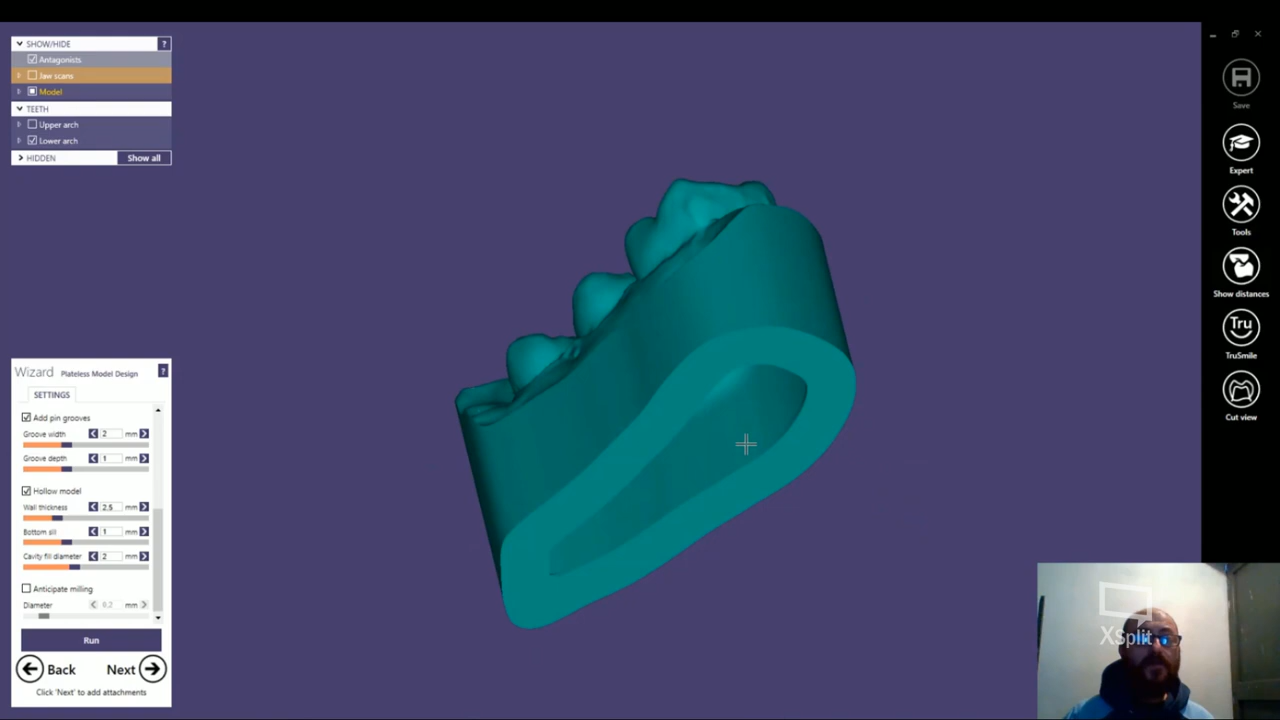 SHOW/HIDE ?
Antagonists
Jaw scans
Model
TEETH
Upper arch
Lower arch
HIDDEN Show all
Save
Expert
Tools
Show distances
Tru
TruSmile
Cut view
Wizard Plateless Model Design ?
SETTINGS
Add pin grooves
Groove width 2 mm
Groove depth 1 mm
Hollow model
Wall thickness 2,5 mm
Bottom sill 1 mm
Cavity fill diameter 2 mm
Anticipate milling
Diameter 0,2 mm
Run
Back Next
Click 'Next' to add attachments
XSplit